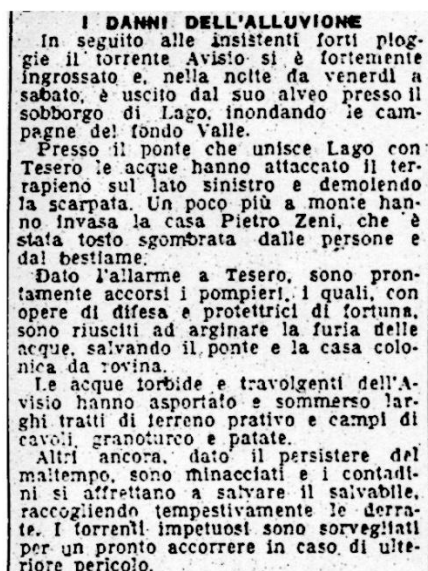 I DANNI DELL'ALLUVIONE
In seguito alle insistenti forti piog-
gie il torrente Avisio si è fortemente
ingrossato e, nella notte da venerdì a
sabato, è uscito dal suo alveo presso il
sobborgo di Lago, inondando le cam-
pagne del fondo Valle.
Presso il ponte che unisce Lago con
Tesero le acque hanno attaccato il ter-
rapieno sul lato sinistro e demolendo
la scarpata. Un poco più a monte han-
no invasa la casa Pietro Zeni, che è
stata tosto sgombrata dalle persone e
dal bestiame.
Dato l'allarme a Tesero, sono pron-
tamente accorsi i pompieri, i quali, con
opere di difesa e protettrici di fortuna,
sono riusciti ad arginare la furia delle
acque, salvando il ponte e la casa colo-
nica da rovina.
Le acque torbide e travolgenti dell'A-
visio hanno asportato e sommerso lar-
ghi tratti di terreno prativo e campi di
cavoli, granoturco e patate.
Altri ancora, dato il persistere del
maltempo, sono minacciati e i contadi-
ni si affrettano a salvare il salvabile,
raccogliendo tempestivamente le derra-
te. I torrenti impetuosi sono sorvegliati
per un pronto accorrere in caso di ulte-
riore pericolo.